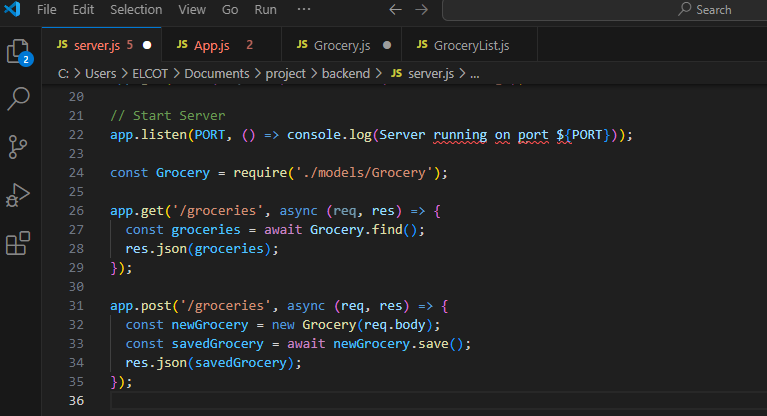 File Edit Selection View Go Run ··· ← → Search
JS server.js 5 ● JS App.js 2 JS Grocery.js ● JS GroceryList.js
2
C: > Users > ELCOT > Documents > project > backend > JS server.js > ...
20
21 // Start Server
22 app.listen(PORT, () => console.log(Server running on port ${PORT}));
23
24 const Grocery = require('./models/Grocery');
25
26 app.get('/groceries', async (req, res) => {
27 const groceries = await Grocery.find();
28 res.json(groceries);
29 });
30
31 app.post('/groceries', async (req, res) => {
32 const newGrocery = new Grocery(req.body);
33 const savedGrocery = await newGrocery.save();
34 res.json(savedGrocery);
35 });
36